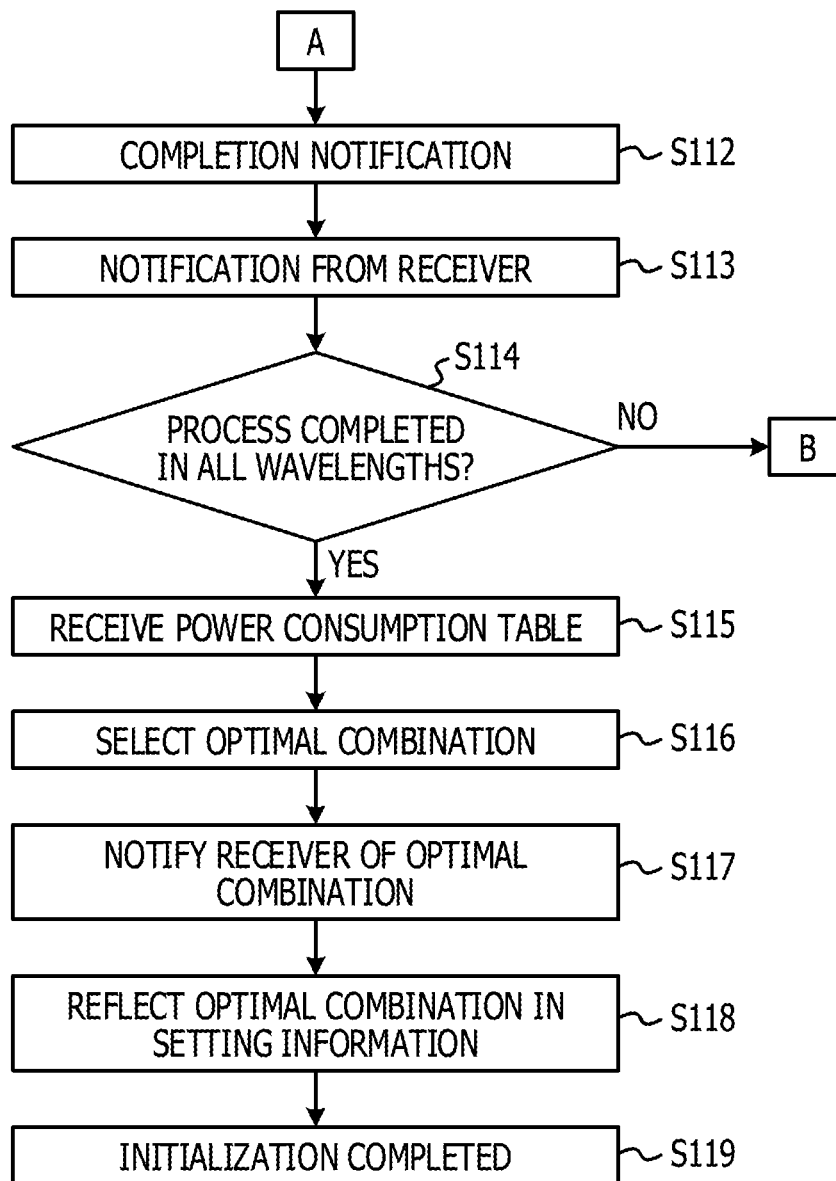 A
COMPLETION NOTIFICATION
S112
NOTIFICATION FROM RECEIVER
S113
S114
PROCESS COMPLETED
IN ALL WAVELENGTHS?
NO
B
YES
RECEIVE POWER CONSUMPTION TABLE
S115
SELECT OPTIMAL COMBINATION
S116
NOTIFY RECEIVER OF OPTIMAL
COMBINATION
S117
REFLECT OPTIMAL COMBINATION IN
SETTING INFORMATION
S118
INITIALIZATION COMPLETED
S119